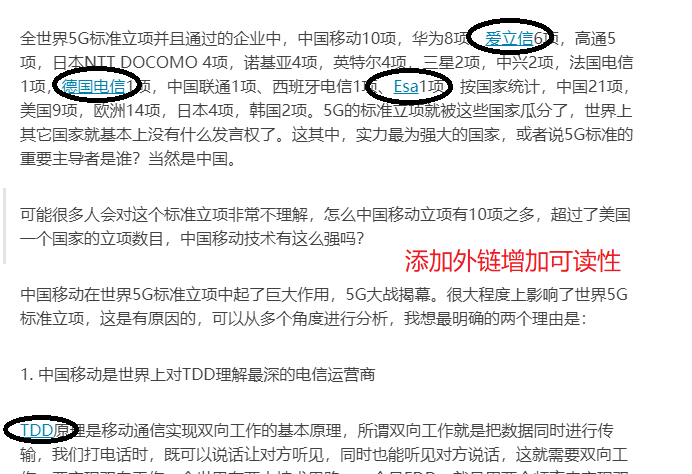 全世界5G标准立项并且通过的企业中，中国移动10项，华为8项，爱立信6项，高通5
项，日本NTT DOCOMO 4项，诺基亚4项，英特尔4项，三星2项，中兴2项，法国电信
1项，德国电信1项，中国联通1项、西班牙电信1项、Esa1项，按国家统计，中国21项，
美国9项，欧洲14项，日本4项，韩国2项。5G的标准立项就被这些国家瓜分了，世界上
其它国家就基本上没有什么发言权了。这其中，实力最为强大的国家，或者说5G标准的
重要主导者是谁？当然是中国。
可能很多人会对这个标准立项非常不理解，怎么中国移动立项有10项之多，超过了美国
一个国家的立项数目，中国移动技术有这么强吗？
添加外链增加可读性
中国移动在世界5G标准立项中起了巨大作用，5G大战揭幕。很大程度上影响了世界5G
标准立项，这是有原因的，可以从多个角度进行分析，我想最明确的两个理由是：
1. 中国移动是世界上对TDD理解最深的电信运营商
TDD原理是移动通信实现双向工作的基本原理，所谓双向工作就是把数据同时进行传
输，我们打电话时，既可以说话让对方听见，同时也能听见对方说话，这就需要双向工